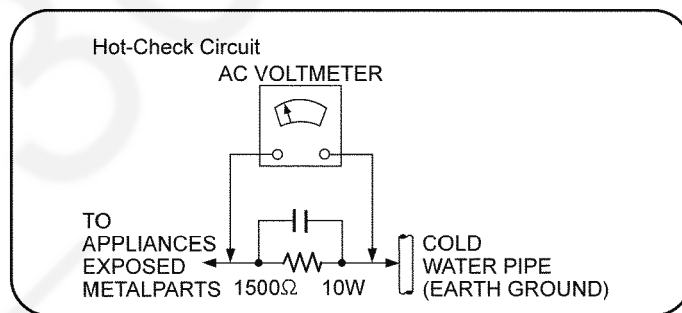 Hot-Check Circuit
AC VOLTMETER
TO
APPLIANCES
EXPOSED
METALPARTS
1500Ω
10W
COLD
WATER PIPE
(EARTH GROUND)